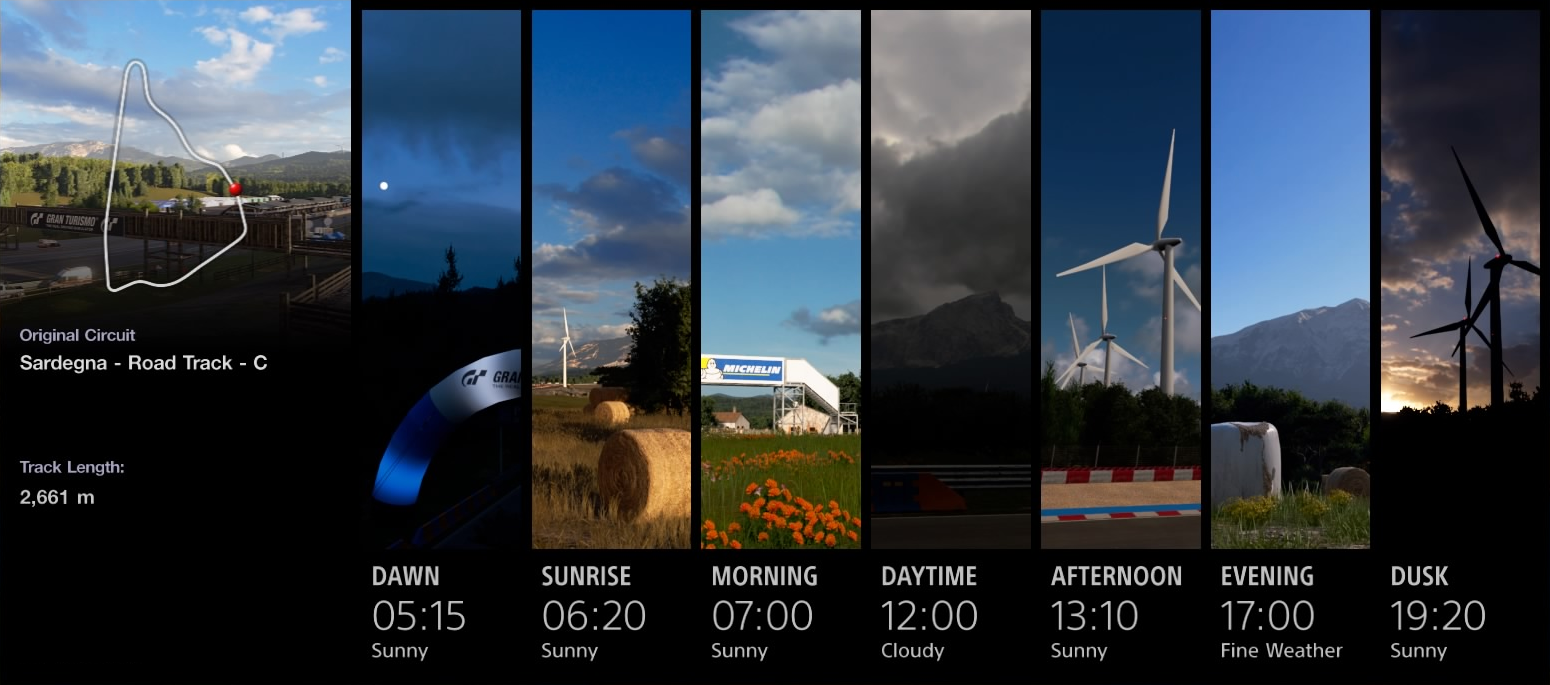 GRAN TURISMO
Original Circuit
Sardegna - Road Track - C
Track Length:
2,661 m
GRAN
MICHELIN
DAWN
05:15
Sunny
SUNRISE
06:20
Sunny
MORNING
07:00
Sunny
DAYTIME
12:00
Cloudy
AFTERNOON
13:10
Sunny
EVENING
17:00
Fine Weather
DUSK
19:20
Sunny